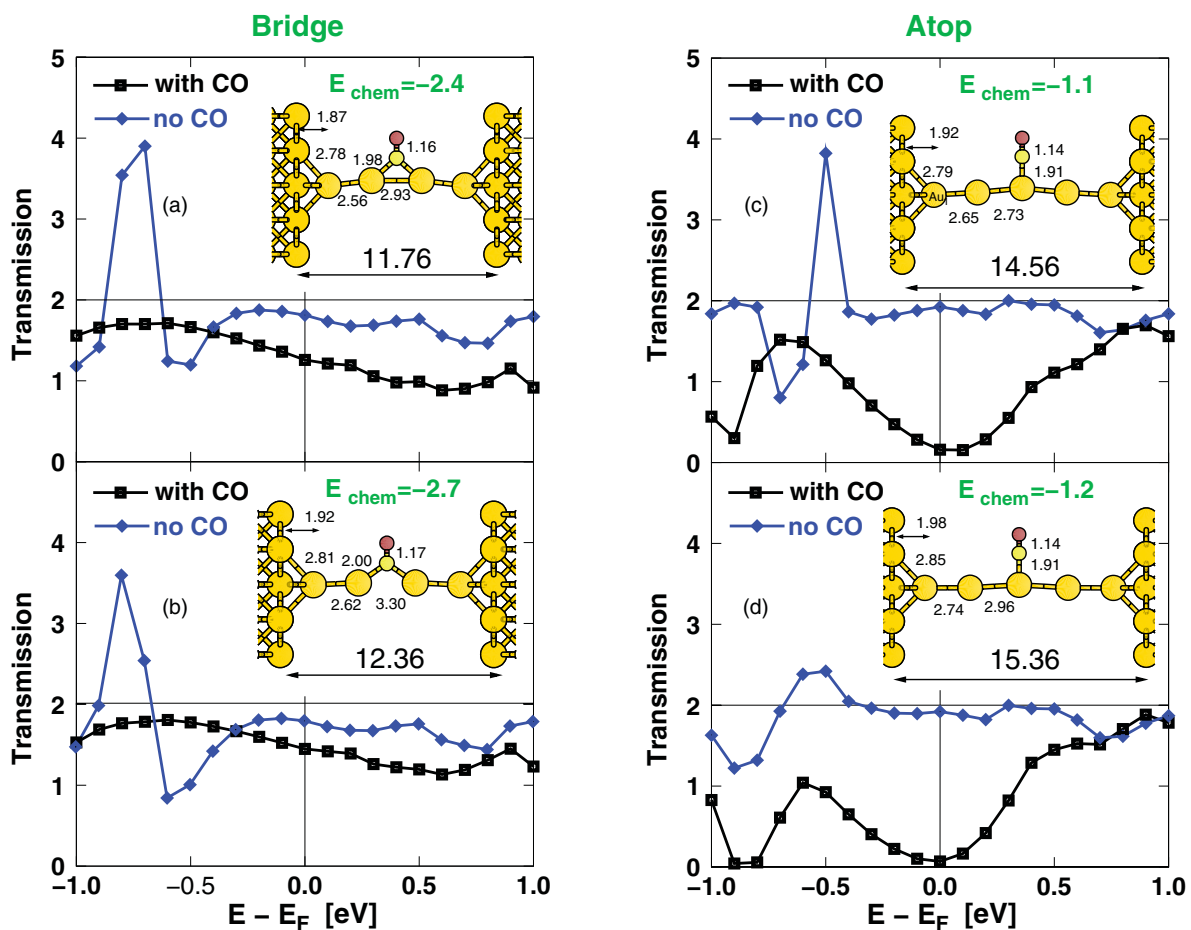 Bridge
Atop
5
4
3
2
1
0
Transmission
with CO
no CO
E chem=−2.4
1.87
2.78
1.98
1.16
2.56
2.93
(a)
11.76
5
4
3
2
1
0
Transmission
with CO
no CO
E chem=−1.1
1.92
2.79
1.14
1.91
Au
2.65
2.73
(c)
14.56
4
3
2
1
0
Transmission
with CO
no CO
E chem=−2.7
1.92
2.81
2.00
1.17
2.62
3.30
(b)
12.36
−1.0
−0.5
0.0
0.5
1.0
E − EF [eV]
4
3
2
1
0
Transmission
with CO
no CO
E chem=−1.2
1.98
2.85
1.14
1.91
2.74
2.96
(d)
15.36
−1.0
−0.5
0.0
0.5
1.0
E − EF [eV]